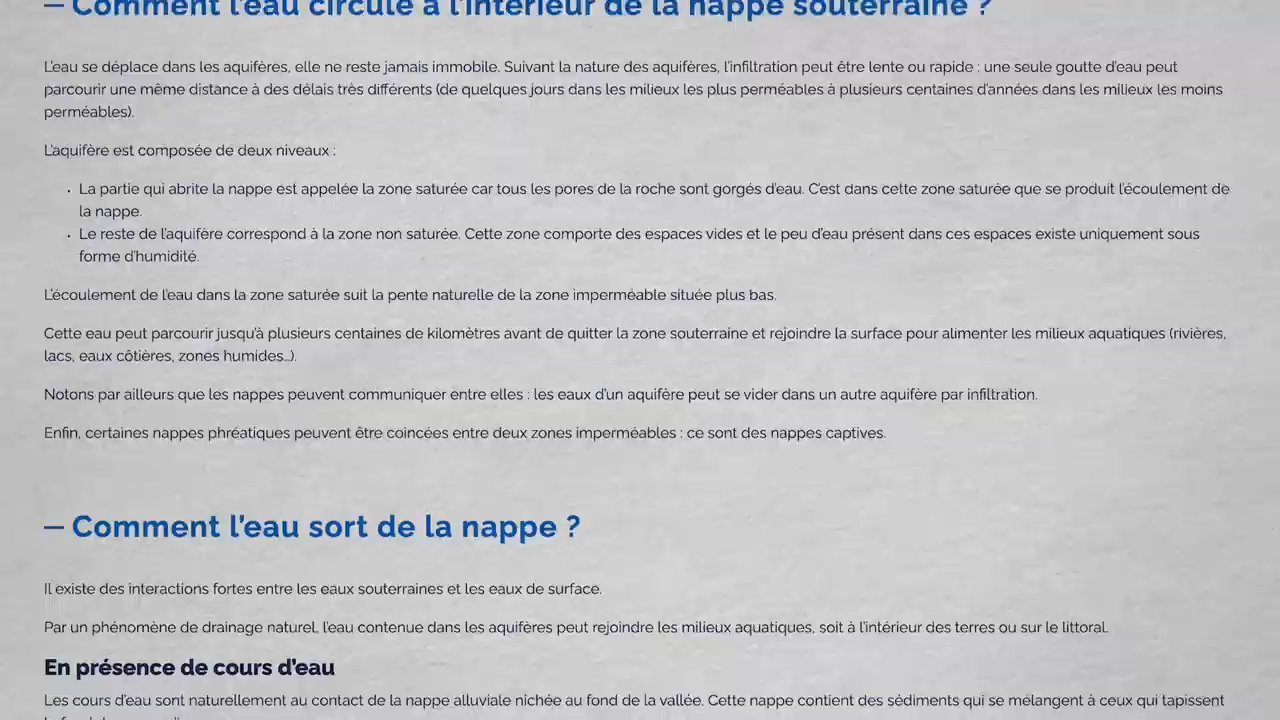 — Comment l'eau circule à l'intérieur de la nappe souterraine ?
L'eau se déplace dans les aquifères, elle ne reste jamais immobile. Suivant la nature des aquifères, l'infiltration peut être lente ou rapide : une seule goutte d'eau peut
parcourir une même distance à des délais très différents (de quelques jours dans les milieux les plus perméables à plusieurs centaines d'années dans les milieux les moins
perméables).
L'aquifère est composée de deux niveaux :
• La partie qui abrite la nappe est appelée la zone saturée car tous les pores de la roche sont gorgés d'eau. C'est dans cette zone saturée que se produit l'écoulement de
la nappe.
• Le reste de l'aquifère correspond à la zone non saturée. Cette zone comporte des espaces vides et le peu d'eau présent dans ces espaces existe uniquement sous
forme d'humidité.
L'écoulement de l'eau dans la zone saturée suit la pente naturelle de la zone imperméable située plus bas.
Cette eau peut parcourir jusqu'à plusieurs centaines de kilomètres avant de quitter la zone souterraine et rejoindre la surface pour alimenter les milieux aquatiques (rivières,
lacs, eaux côtières, zones humides...).
Notons par ailleurs que les nappes peuvent communiquer entre elles : les eaux d'un aquifère peut se vider dans un autre aquifère par infiltration.
Enfin, certaines nappes phréatiques peuvent être coincées entre deux zones imperméables : ce sont des nappes captives.
— Comment l'eau sort de la nappe ?
Il existe des interactions fortes entre les eaux souterraines et les eaux de surface.
Par un phénomène de drainage naturel, l'eau contenue dans les aquifères peut rejoindre les milieux aquatiques, soit à l'intérieur des terres ou sur le littoral.
En présence de cours d'eau
Les cours d'eau sont naturellement au contact de la nappe alluviale nichée au fond de la vallée. Cette nappe contient des sédiments qui se mélangent à ceux qui tapissent